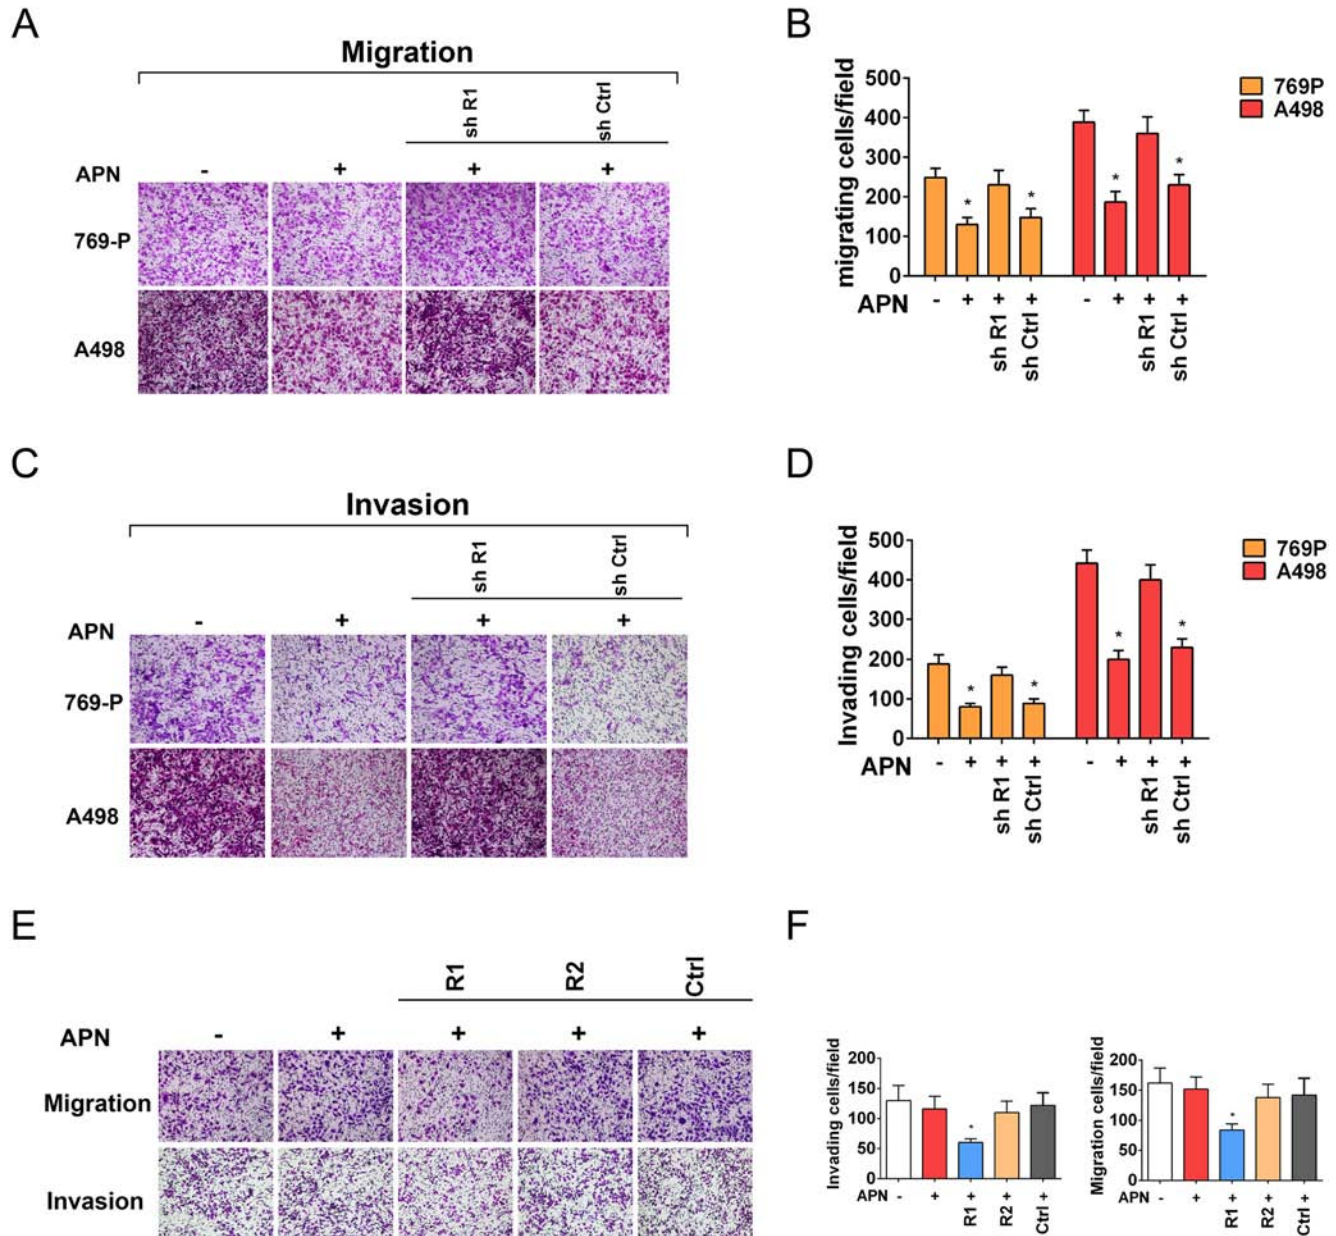 A
Migration
sh R1
sh Ctrl
APN - + + +
769-P
A498
B
migrating cells/field
500
400
300
200
100
0
769P
A498
APN - + + + - + + +
sh R1
sh Ctrl
sh R1
sh Ctrl
C
Invasion
sh R1
sh Ctrl
APN - + + +
769-P
A498
D
Invading cells/field
500
400
300
200
100
0
* * * *
769P
A498
APN - + + + - + + +
sh R1
sh Ctrl
sh R1
sh Ctrl
E
R1 R2 Ctrl
APN - + + + +
Migration
Invasion
F
Invading cells/field
200
150
100
50
0
*
APN - + + + +
R1 R2 Ctrl
Migration cells/field
200
150
100
50
0
*
APN - + + + +
R1 R2 Ctrl